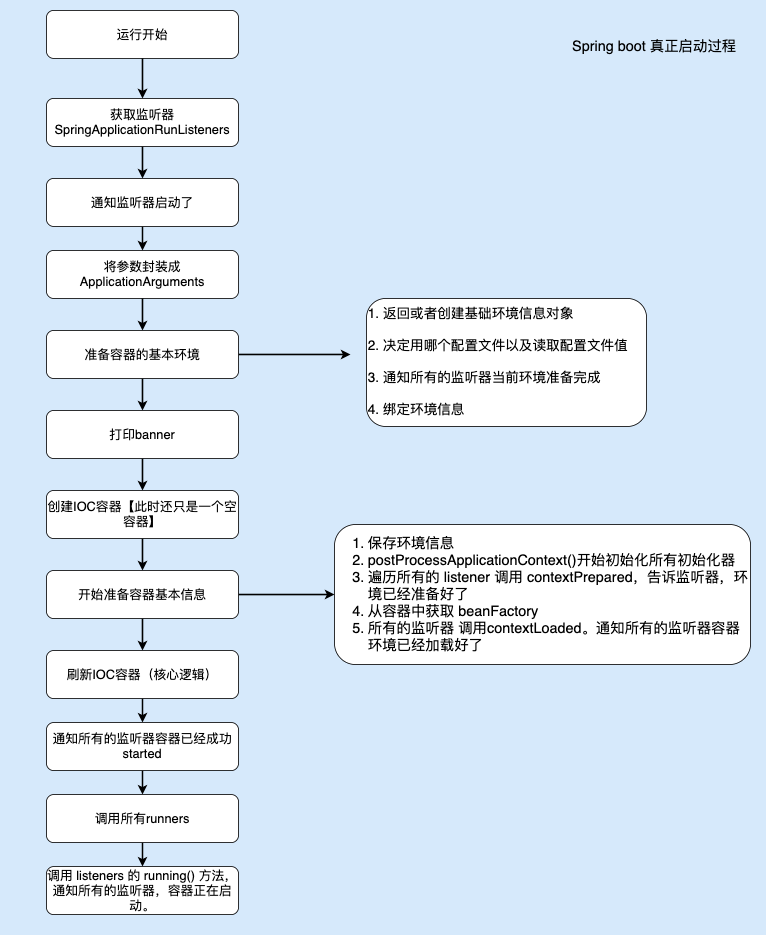 Spring boot 真正启动过程
运行开始
获取监听器
SpringApplicationRunListeners
通知监听器启动了
将参数封装成
ApplicationArguments
准备容器的基本环境
1. 返回或者创建基础环境信息对象
2. 决定用哪个配置文件以及读取配置文件值
3. 通知所有的监听器当前环境准备完成
4. 绑定环境信息
打印banner
创建IOC容器【此时还只是一个空
容器】
开始准备容器基本信息
1. 保存环境信息
2. postProcessApplicationContext()开始初始化所有初始化器
3. 遍历所有的 listener 调用 contextPrepared，告诉监听器，环
境已经准备好了
4. 从容器中获取 beanFactory
5. 所有的监听器 调用contextLoaded。通知所有的监听器容器
环境已经加载好了
刷新IOC容器（核心逻辑）
通知所有的监听器容器已经成功
started
调用所有runners
调用 listeners 的 running() 方法，
通知所有的监听器，容器正在启
动。